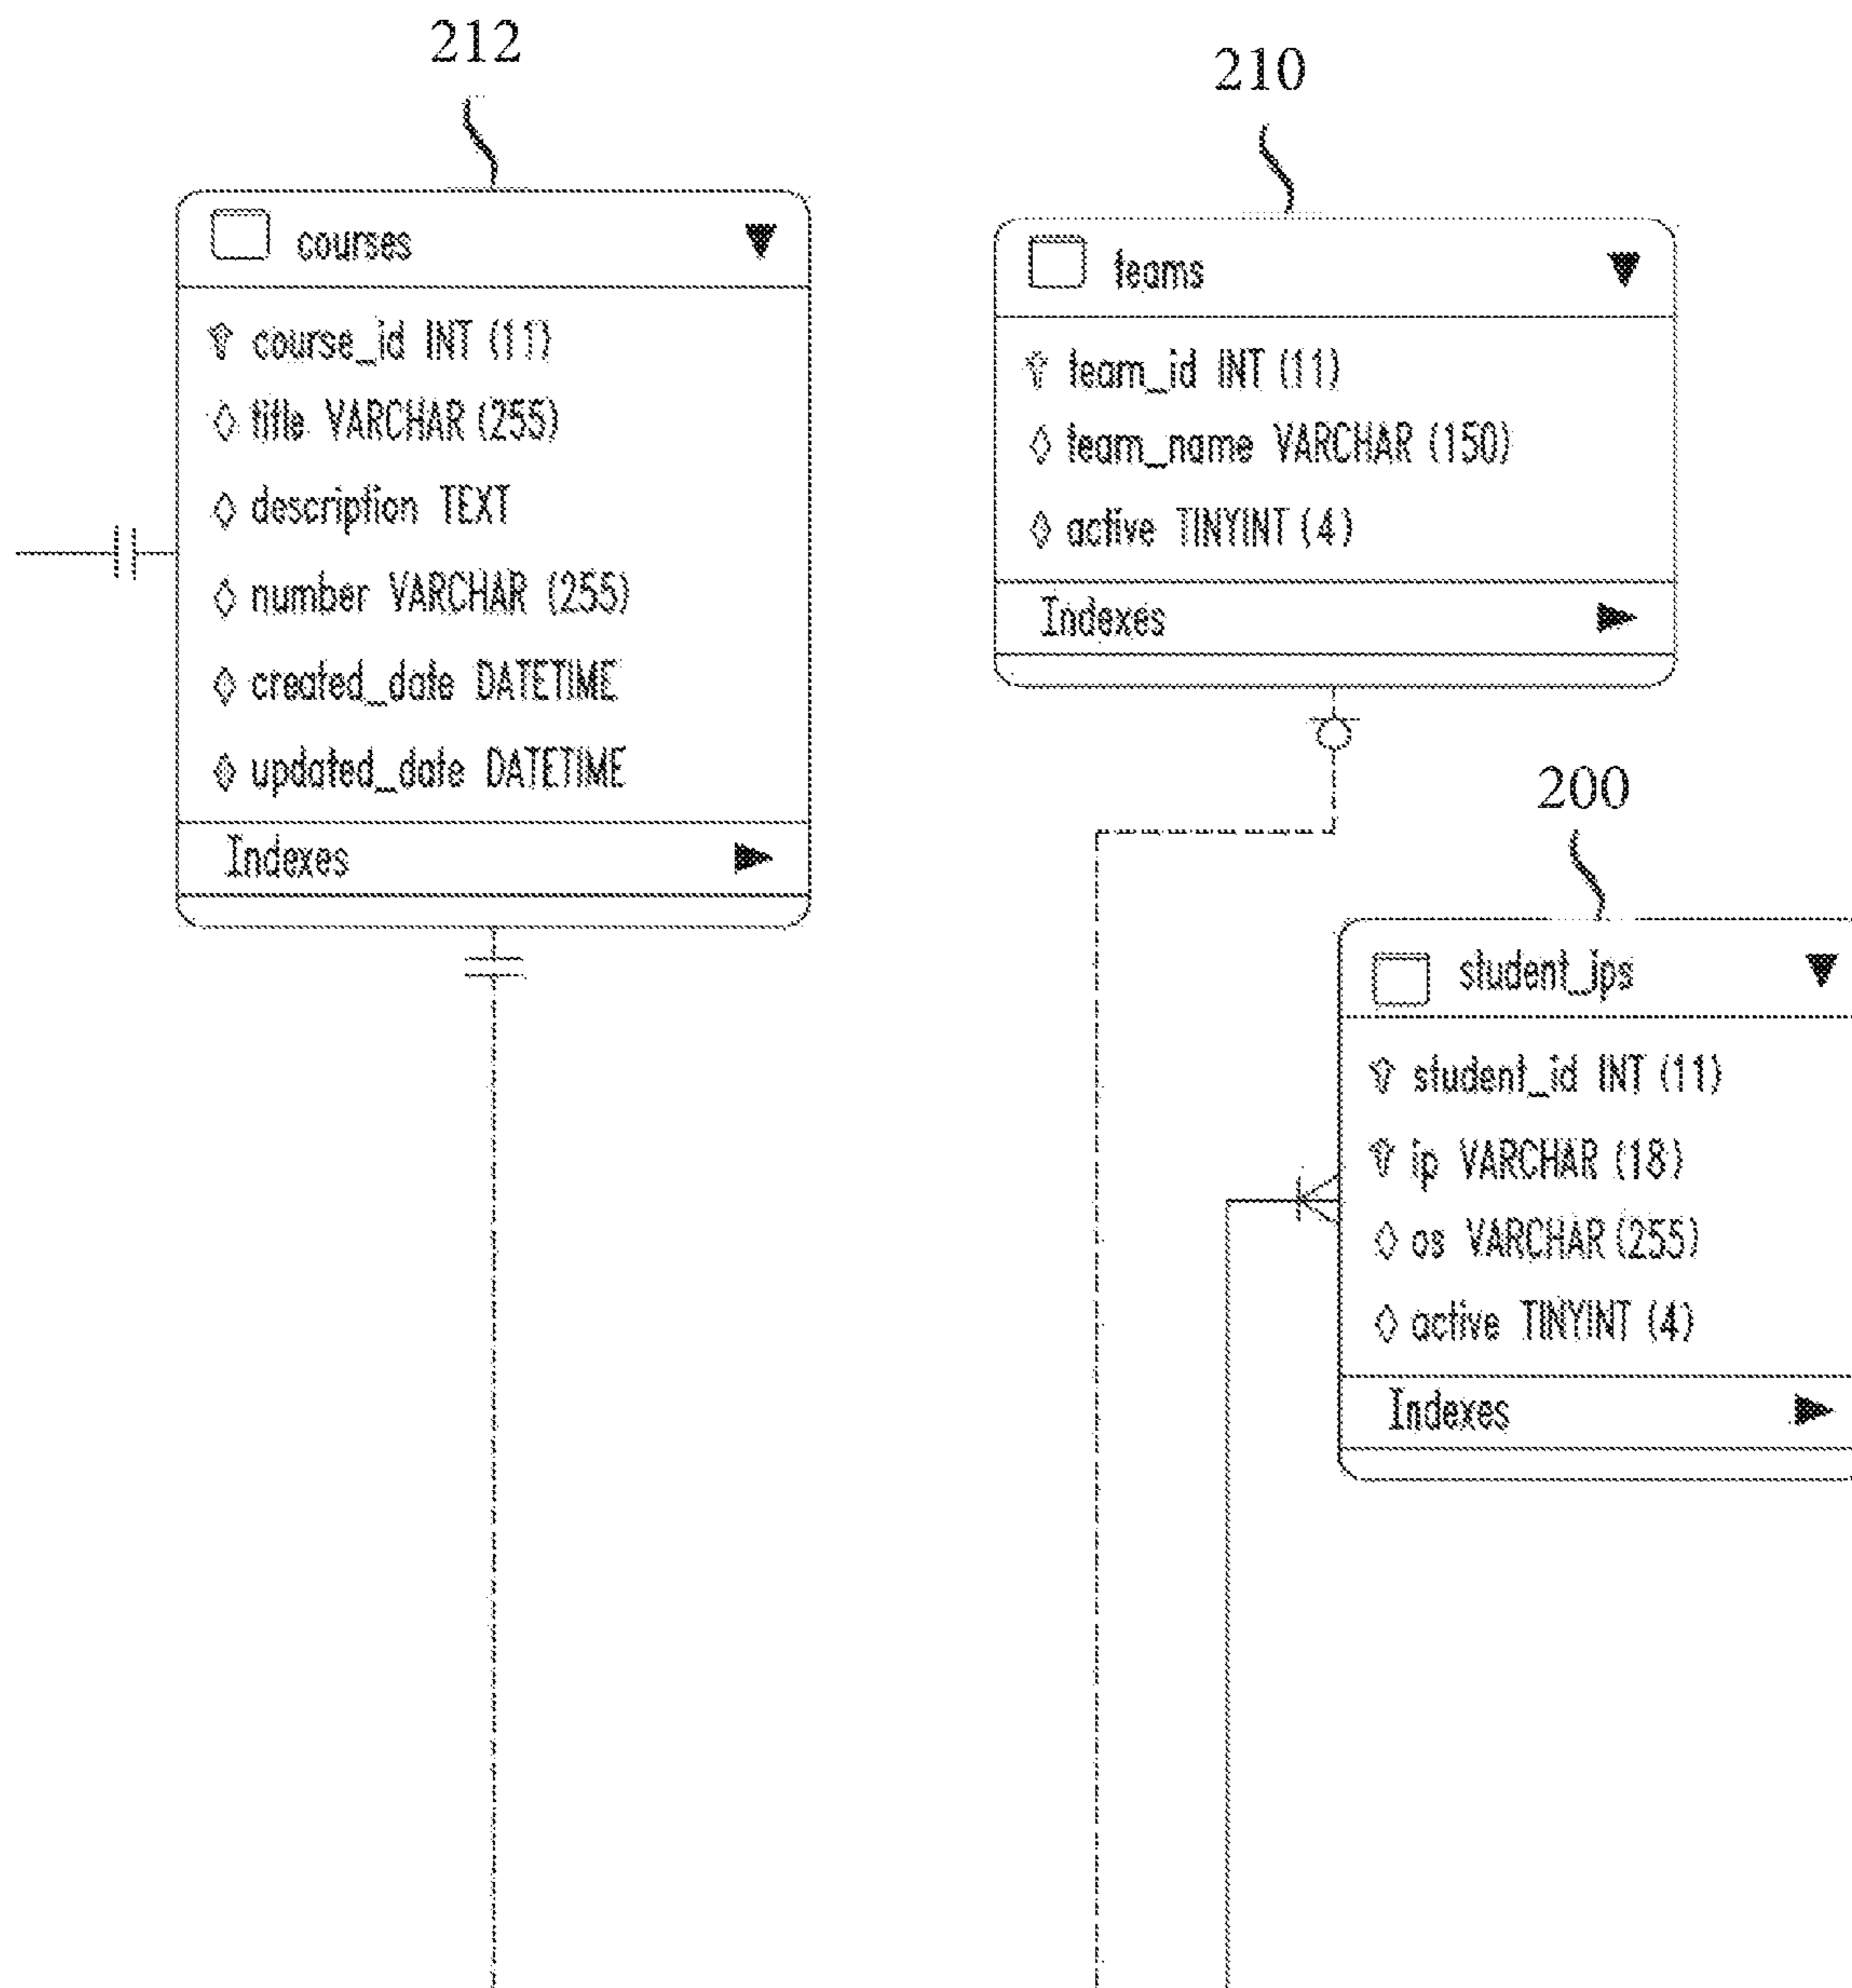 212
courses
course_id INT (11)
title VARCHAR (255)
description TEXT
number VARCHAR (255)
created_date DATETIME
updated_date DATETIME
Indexes
210
teams
team_id INT (11)
team_name VARCHAR (150)
active TINYINT (4)
Indexes
200
student_ips
student_id INT (11)
ip VARCHAR (18)
os VARCHAR (255)
active TINYINT (4)
Indexes